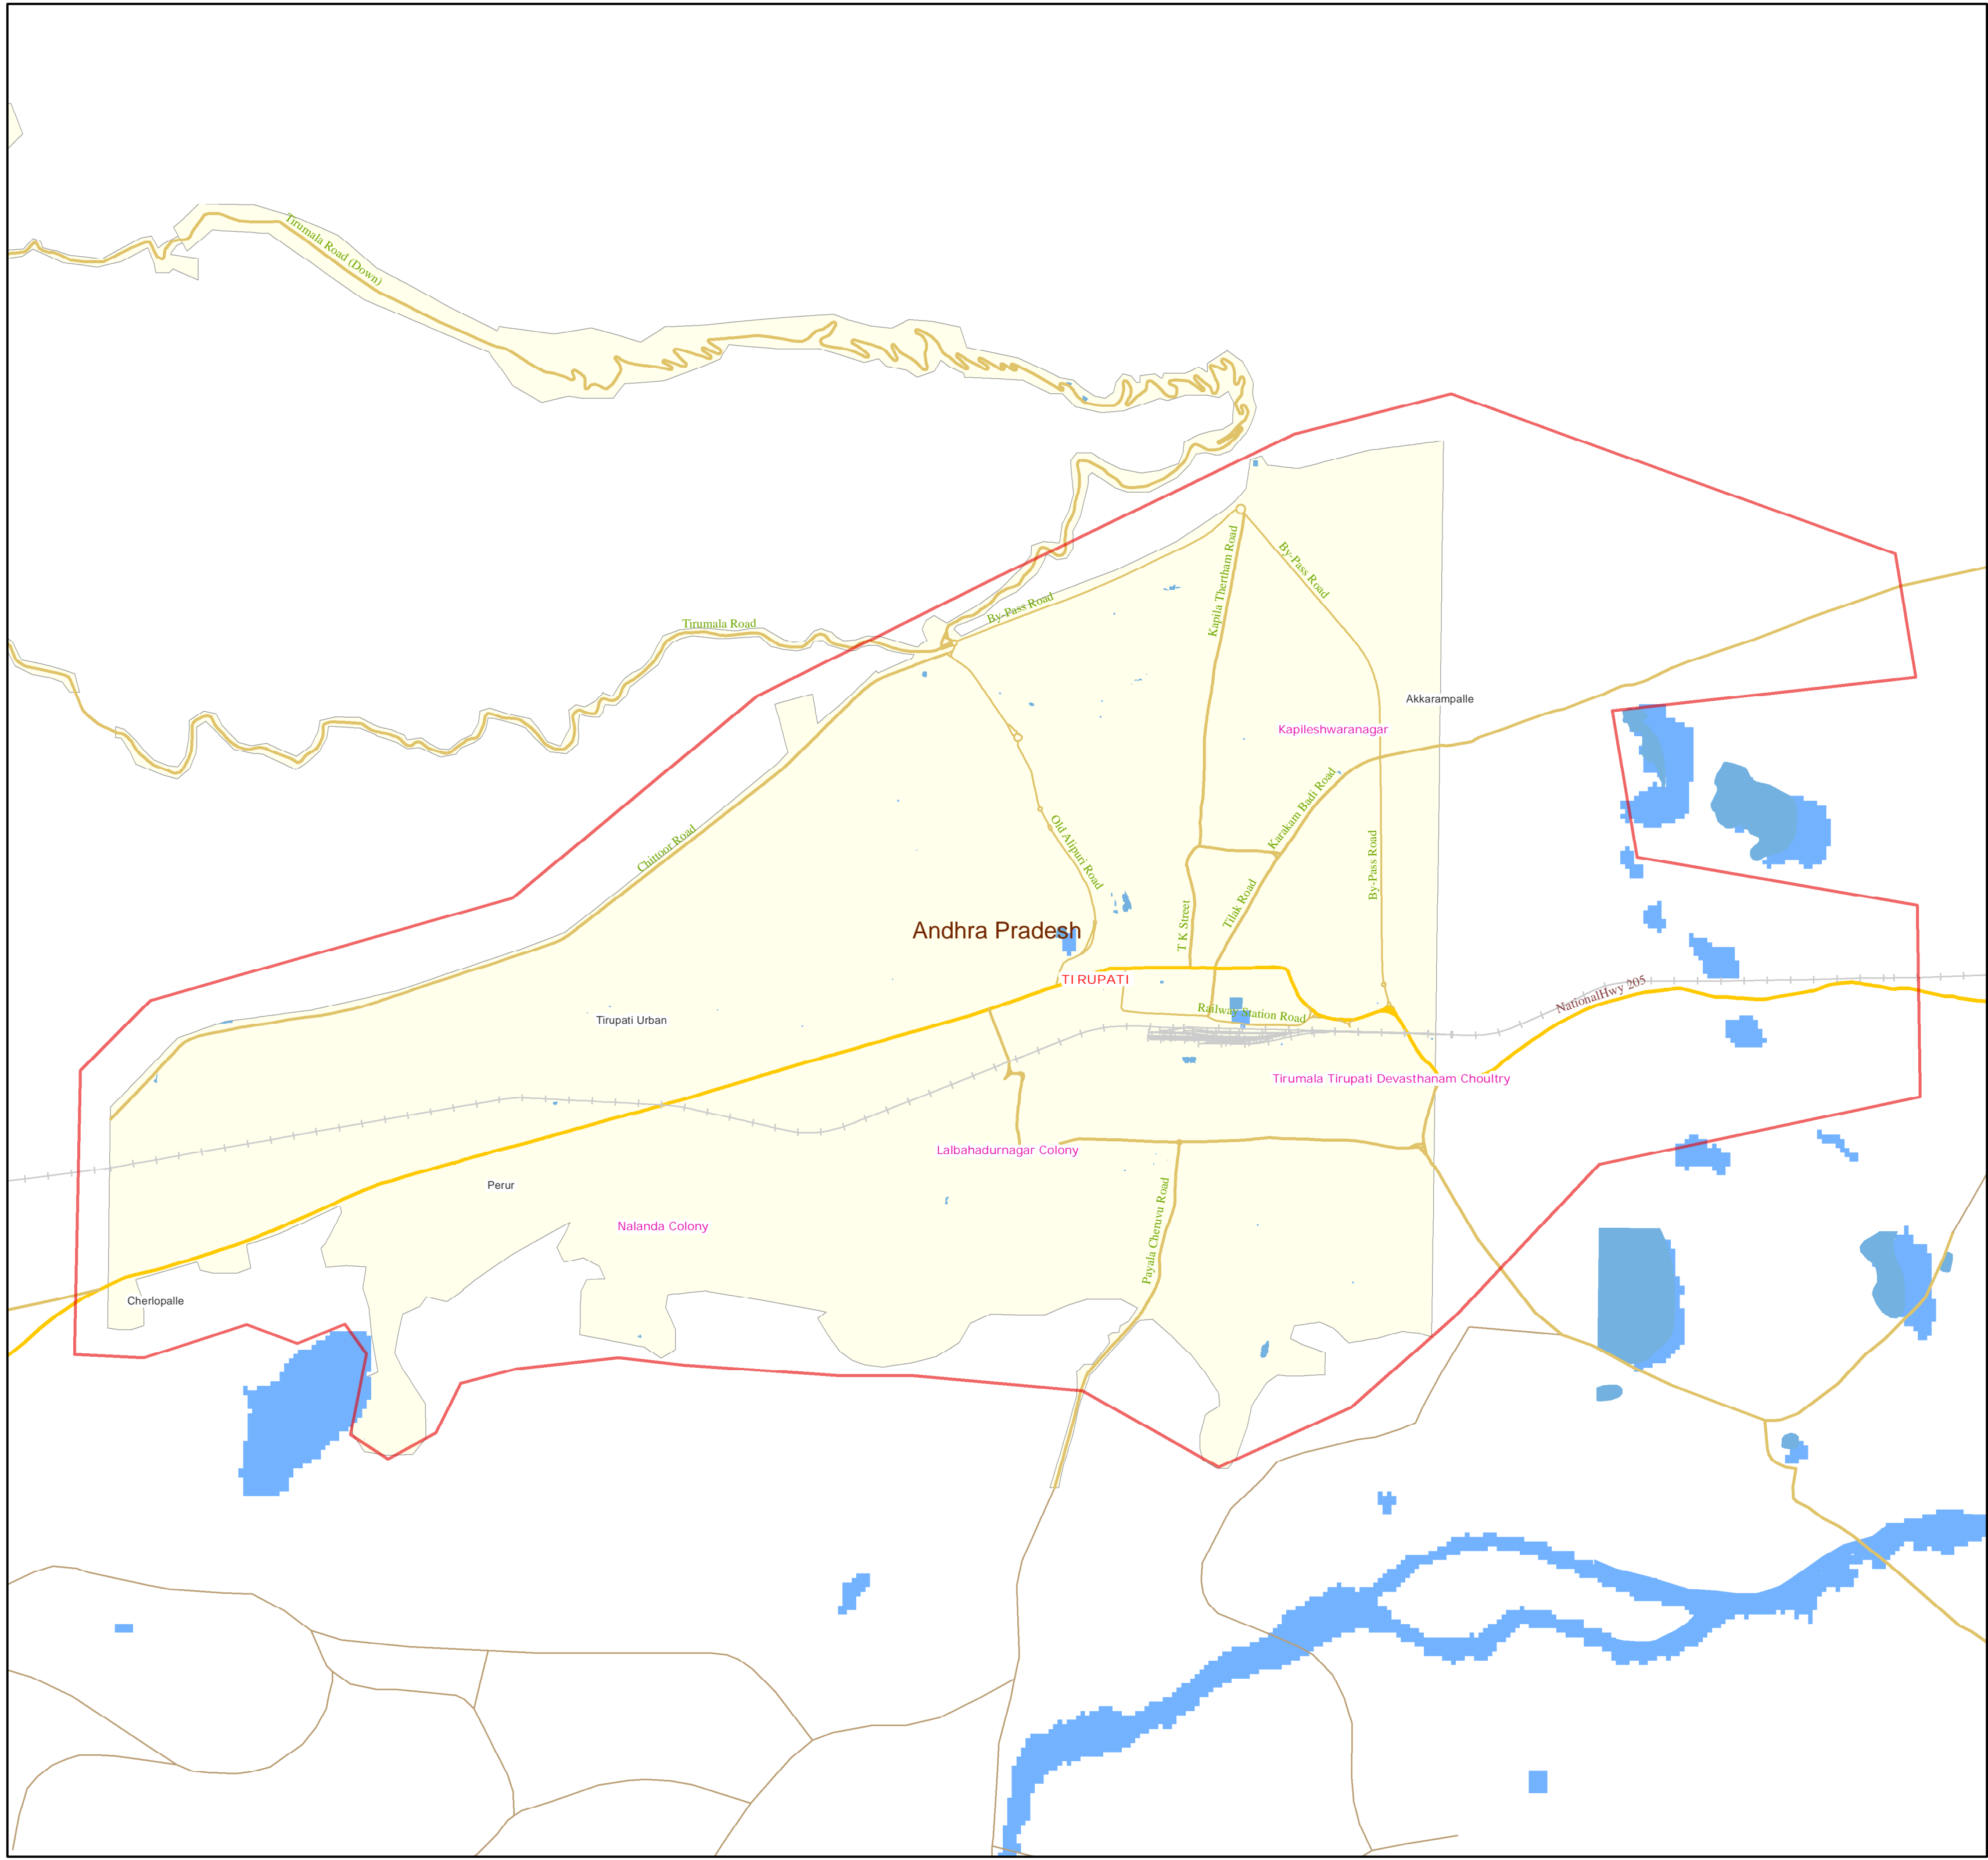 Tirumala Road (Down)
Kapila Thertham Road
By-Pass Road
By-Pass Road
Tirumala Road
Akkarampalle
Kapileshwaranagar
Karakam Badi Road
Chittoor Road
Old Alipuri Road
By-Pass Road
Tilak Road
T K Street
Andhra Pradesh
TIRUPATI
NationalHwy 205
Railway Station Road
Tirupati Urban
Tirumala Tirupati Devasthanam Choultry
Lalbahadurnagar Colony
Perur
Payala Cheruvu Road
Nalanda Colony
Cherlopalle